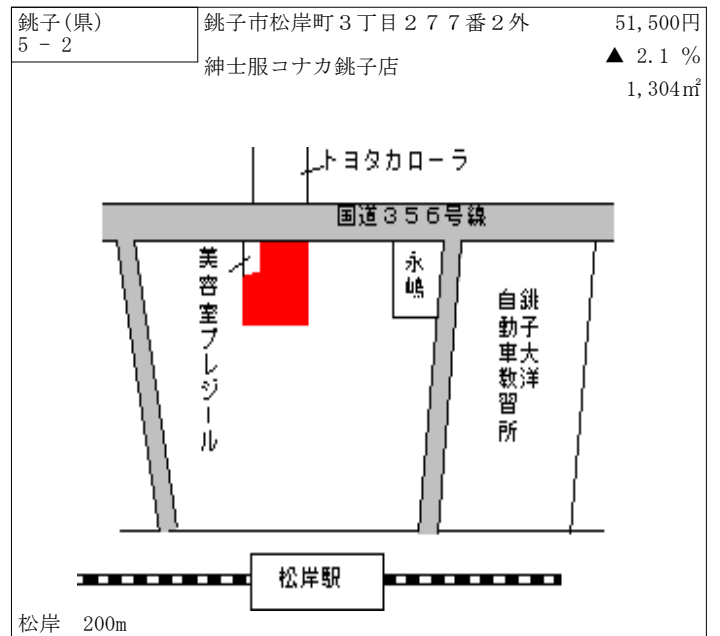 銚子(県)
5 - 2
銚子市松岸町３丁目２７７番２外
紳士服コナカ銚子店
51,500円
▲ 2.1 %
1,304㎡
トヨタカローラ
国道３５６号線
美容室プレジール
永嶋
銚子大洋
自動車教習所
松岸駅
松岸　200m